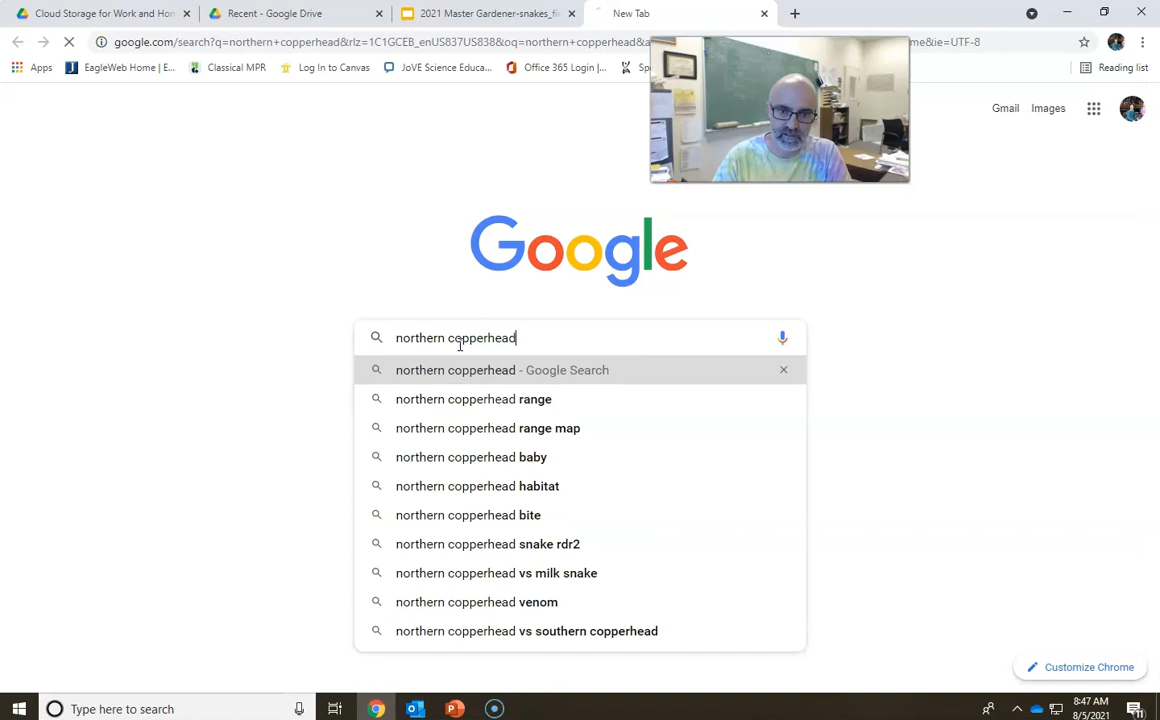 Cloud Storage for Work and Hom
Recent - Google Drive
2021 Master Gardener-snakes_fi
New Tab
google.com/search?q=northern+copperhead&rlz=1C1GCEB_enUS837US838&oq=northern+copperhead&a
me&ie=UTF-8
Apps
EagleWeb Home | E...
Classical MPR
Log In to Canvas
JoVE Science Educa...
Office 365 Login |...
Sp
Reading list
Gmail
Images
Google
northern copperhead
northern copperhead - Google Search
northern copperhead range
northern copperhead range map
northern copperhead baby
northern copperhead habitat
northern copperhead bite
northern copperhead snake rdr2
northern copperhead vs milk snake
northern copperhead venom
northern copperhead vs southern copperhead
Customize Chrome
Type here to search
8:47 AM
8/5/2021